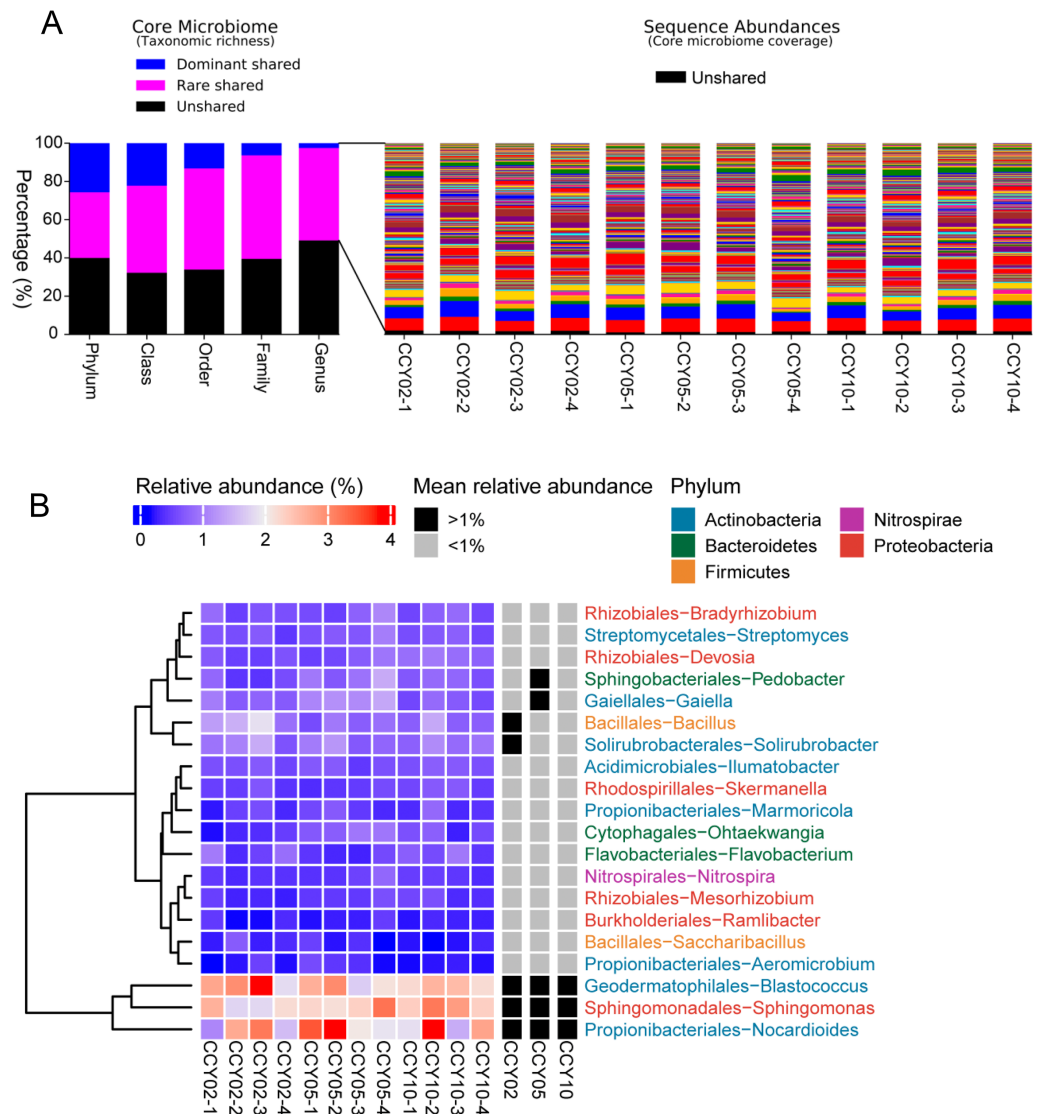 A
Core Microbiome
(Taxonomic richness)
Dominant shared
Rare shared
Unshared
Sequence Abundances
(Core microbiome coverage)
Unshared
Percentage (%)
100
80
60
40
20
0
Phylum
Class
Order
Family
Genus
CCY02-1
CCY02-2
CCY02-3
CCY02-4
CCY05-1
CCY05-2
CCY05-3
CCY05-4
CCY10-1
CCY10-2
CCY10-3
CCY10-4
B
Relative abundance (%)
0 1 2 3 4
Mean relative abundance
>1%
<1%
Phylum
Actinobacteria
Bacteroidetes
Firmicutes
Nitrospirae
Proteobacteria
Rhizobiales−Bradyrhizobium
Streptomycetales−Streptomyces
Rhizobiales−Devosia
Sphingobacteriales−Pedobacter
Gaiellales−Gaiella
Bacillales−Bacillus
Solirubrobacterales−Solirubrobacter
Acidimicrobiales−Ilumatobacter
Rhodospirillales−Skermanella
Propionibacteriales−Marmoricola
Cytophagales−Ohtaekwangia
Flavobacteriales−Flavobacterium
Nitrospirales−Nitrospira
Rhizobiales−Mesorhizobium
Burkholderiales−Ramlibacter
Bacillales−Saccharibacillus
Propionibacteriales−Aeromicrobium
Geodermatophilales−Blastococcus
Sphingomonadales−Sphingomonas
Propionibacteriales−Nocardioides
CCY02-1
CCY02-2
CCY02-3
CCY02-4
CCY05-1
CCY05-2
CCY05-3
CCY05-4
CCY10-1
CCY10-2
CCY10-3
CCY10-4
CCY02
CCY05
CCY10